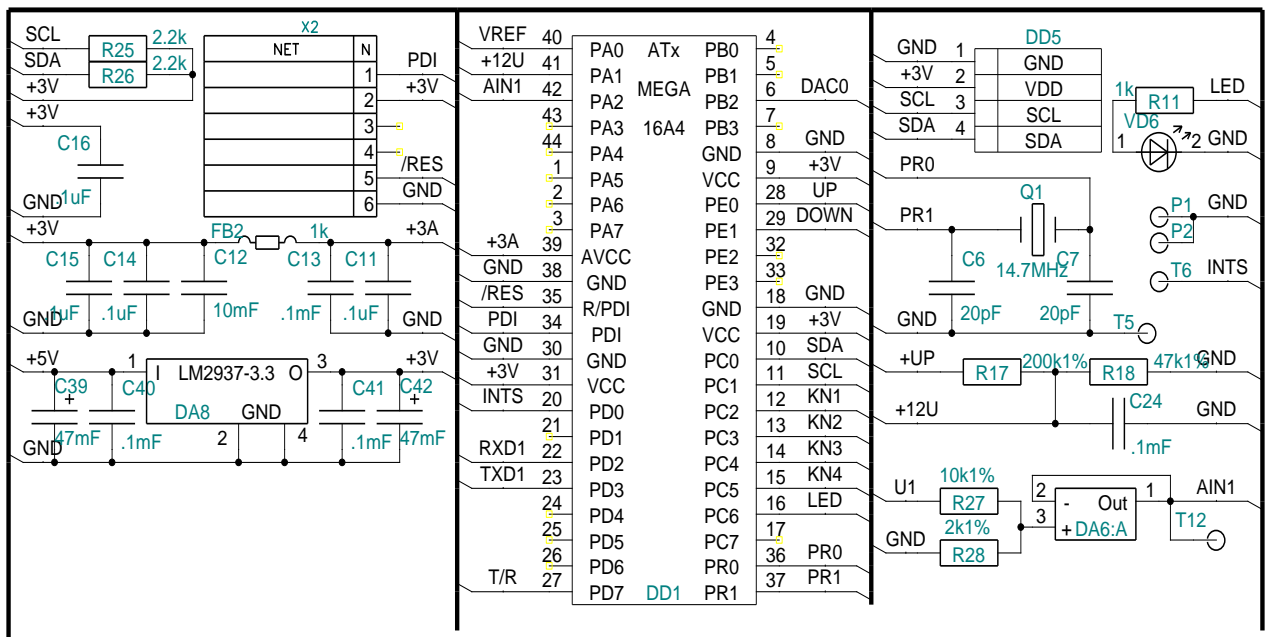 SCL
R25
2.2k
SDA
R26
2.2k
+3V
+3V
C16
.1uF
GND
X2
NET N
1 PDI
2 +3V
3
4
5 /RES
6 GND
+3V FB2 1k +3A
C15 C14 C12 C13 C11
.1uF .1uF 10mF .1mF .1uF
GND GND
+5V 1 I LM2937-3.3 O 3 +3V
C39 C40 DA8 GND C41 C42
+ +
47mF .1mF 2 4 .1mF 47mF
GND
ATx
MEGA
16A4
VREF 40 PA0
+12U 41 PA1
AIN1 42 PA2
43 PA3
44 PA4
1 PA5
2 PA6
3 PA7
+3A 39 AVCC
GND 38 GND
/RES 35 R/PDI
PDI 34 PDI
GND 30 GND
+3V 31 VCC
INTS 20 PD0
21 PD1
RXD1 22 PD2
TXD1 23 PD3
24 PD4
25 PD5
26 PD6
T/R 27 PD7
DD1
PB0 4
PB1 5
PB2 6 DAC0
PB3 7
GND 8 GND
VCC 9 +3V
PE0 28 UP
PE1 29 DOWN
PE2 32
PE3 33
GND 18 GND
VCC 19 +3V
PC0 10 SDA
PC1 11 SCL
PC2 12 KN1
PC3 13 KN2
PC4 14 KN3
PC5 15 KN4
PC6 16 LED
PC7 17
PR0 36 PR0
PR1 37 PR1
DD5
GND 1 GND
+3V 2 VDD
SCL 3 SCL
SDA 4 SDA
1k R11 LED
VD6
1 2 GND
PR0
Q1
PR1
C6 14.7MHz C7
20pF 20pF
GND T5
P1 GND
P2
T6 INTS
+UP R17 200k1% R18 47k1% GND
+12U C24 GND
.1mF
U1 10k1%
R27
2k1%
GND R28
2 - Out 1 AIN1
3 + DA6:A
T12